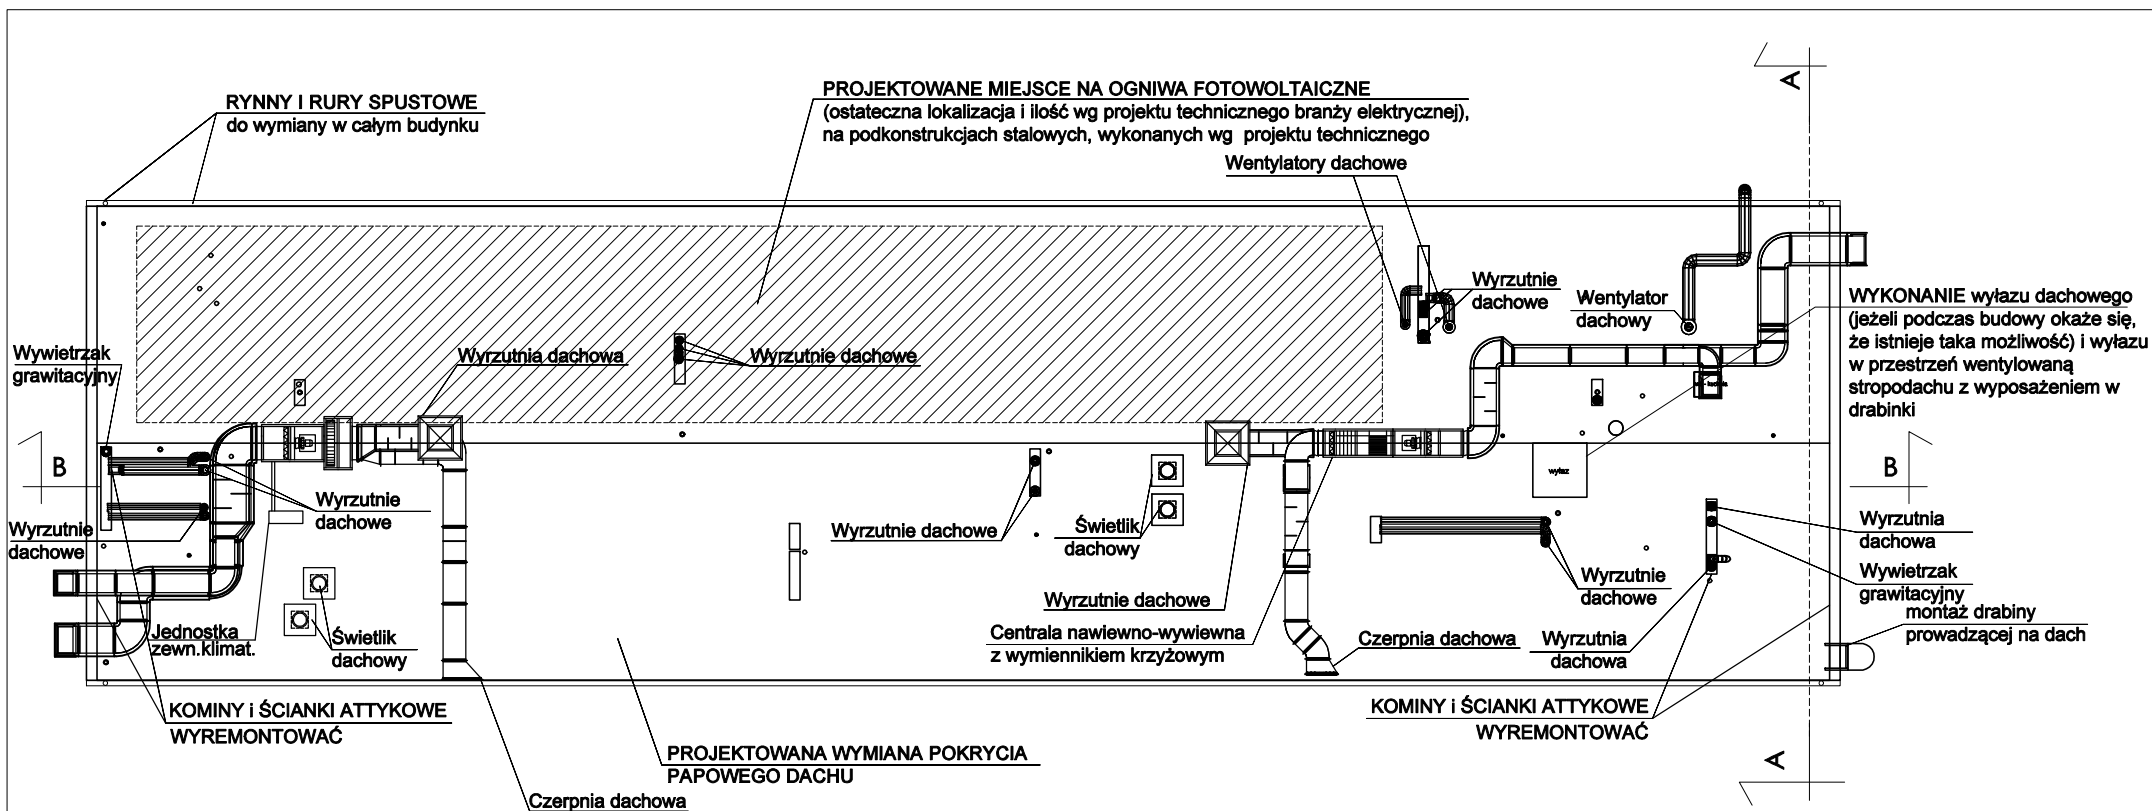 A
RYNNY I RURY SPUSTOWE
do wymiany w całym budynku
PROJEKTOWANE MIEJSCE NA OGNIWA FOTOWOLTAICZNE
(ostateczna lokalizacja i ilość wg projektu technicznego branży elektrycznej),
na podkonstrukcjach stalowych, wykonanych wg projektu technicznego
Wentylatory dachowe
Wyrzutnie
dachowe
Wentylator
dachowy
WYKONANIE wyłazu dachowego
(jeżeli podczas budowy okaże się,
że istnieje taka możliwość) i wyłazu
w przestrzeń wentylowaną
stropodachu z wyposażeniem w
drabinki
Wywietrzak
grawitacyjny
Wyrzutnia dachowa
Wyrzutnie dachowe
B
B
wyłaz
Wyrzutnie
dachowe
Wyrzutnie
dachowe
Wyrzutnie dachowe
Świetlik
dachowy
Wyrzutnia
dachowa
Wywietrzak
grawitacyjny
Wyrzutnie
dachowe
Wyrzutnie dachowe
montaż drabiny
prowadzącej na dach
Jednostka
zewn.klimat.
Świetlik
dachowy
Centrala nawiewno-wywiewna
z wymiennikiem krzyżowym
Czerpnia dachowa
Wyrzutnia
dachowa
KOMINY i ŚCIANKI ATTYKOWE
WYREMONTOWAĆ
KOMINY i ŚCIANKI ATTYKOWE
WYREMONTOWAĆ
PROJEKTOWANA WYMIANA POKRYCIA
PAPOWEGO DACHU
A
Czerpnia dachowa